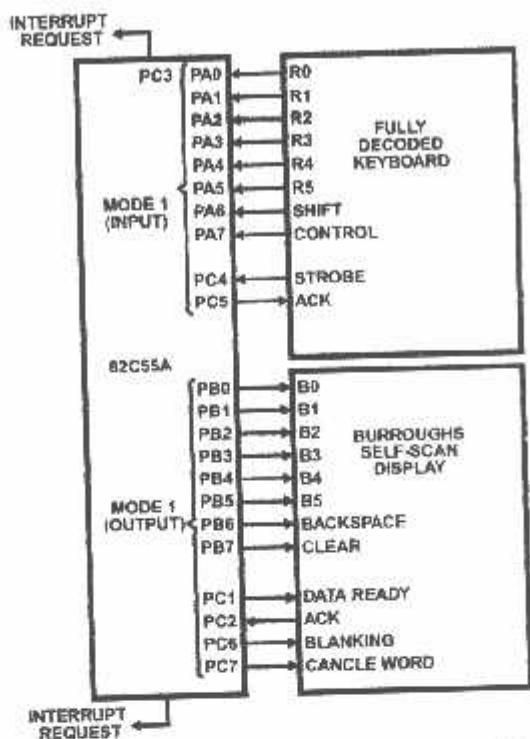 INTERRUPT
REQUEST
PC3 PA0 R0
PA1 R1
PA2 R2
PA3 R3
PA4 R4
PA5 R5
PA6 SHIFT
PA7 CONTROL
MODE 1
(INPUT)
FULLY
DECODED
KEYBOARD
PC4 STROBE
PC5 ACK
82C55A
PB0 B0
PB1 B1
PB2 B2
PB3 B3
PB4 B4
PB5 B5
PB6 BACKSPACE
PB7 CLEAR
MODE 1
(OUTPUT)
BURROUGHS
SELF-SCAN
DISPLAY
PC1 DATA READY
PC2 ACK
PC6 BLANKING
PC7 CANCLE WORD
INTERRUPT
REQUEST